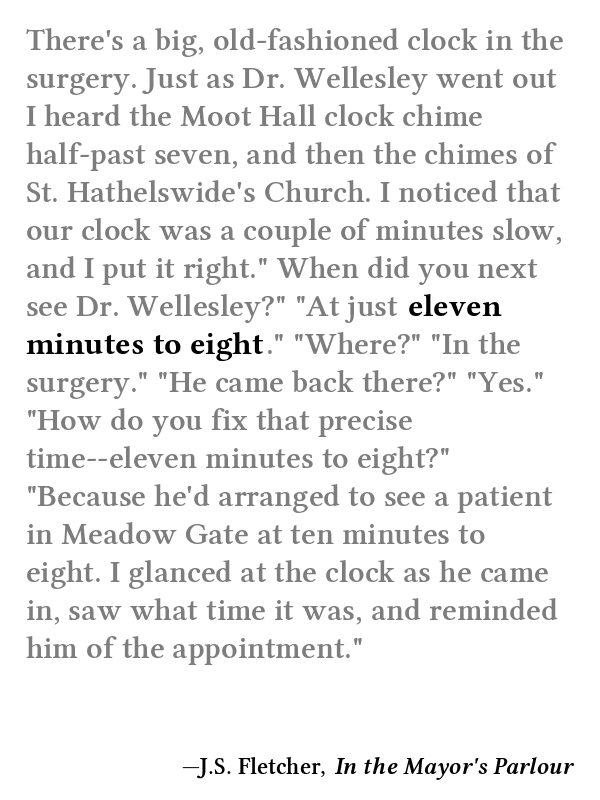 There's a big, old-fashioned clock in the
surgery. Just as Dr. Wellesley went out
I heard the Moot Hall clock chime
half-past seven, and then the chimes of
St. Hathelswide's Church. I noticed that
our clock was a couple of minutes slow,
and I put it right." When did you next
see Dr. Wellesley?" "At just eleven
minutes to eight." "Where?" "In the
surgery." "He came back there?" "Yes."
"How do you fix that precise
time--eleven minutes to eight?"
"Because he'd arranged to see a patient
in Meadow Gate at ten minutes to
eight. I glanced at the clock as he came
in, saw what time it was, and reminded
him of the appointment."
—J.S. Fletcher, In the Mayor's Parlour